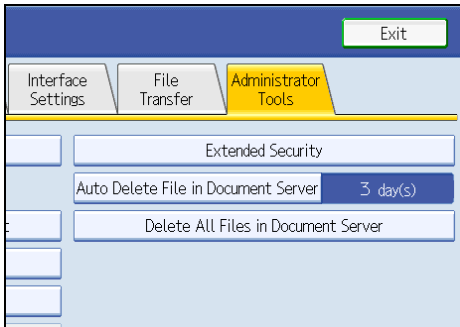 Exit
Interface
Settings
File
Transfer
Administrator
Tools
Extended Security
Auto Delete File in Document Server
3 day(s)
Delete All Files in Document Server